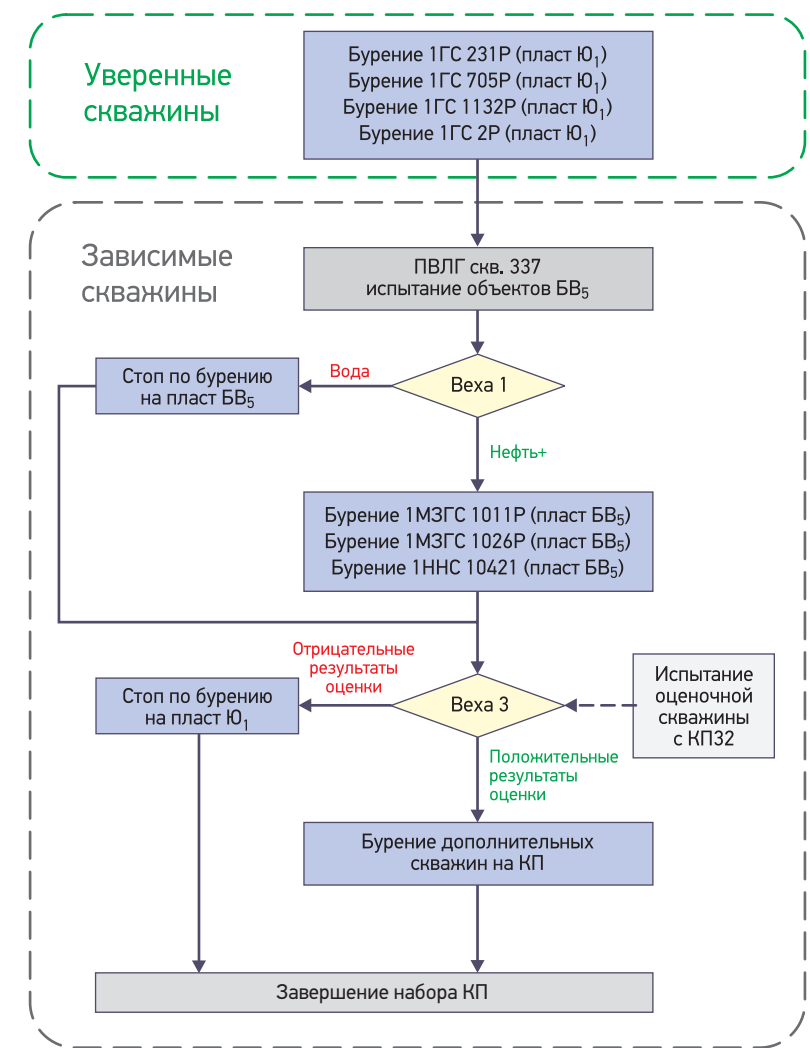 Уверенные
скважины
Бурение 1ГС 231Р (пласт Ю₁)
Бурение 1ГС 705Р (пласт Ю₁)
Бурение 1ГС 1132Р (пласт Ю₁)
Бурение 1ГС 2Р (пласт Ю₁)
Зависимые
скважины
ПВЛГ скв. 337
испытание объектов БВ₅
Веха 1
Вода
Стоп по бурению
на пласт БВ₅
Нефть+
Бурение 1МЗГС 1011Р (пласт БВ₅)
Бурение 1МЗГС 1026Р (пласт БВ₅)
Бурение 1ННС 10421 (пласт БВ₅)
Отрицательные
результаты
оценки
Стоп по бурению
на пласт Ю₁
Веха 3
Испытание
оценочной
скважины
с КП32
Положительные
результаты
оценки
Бурение дополнительных
скважин на КП
Завершение набора КП